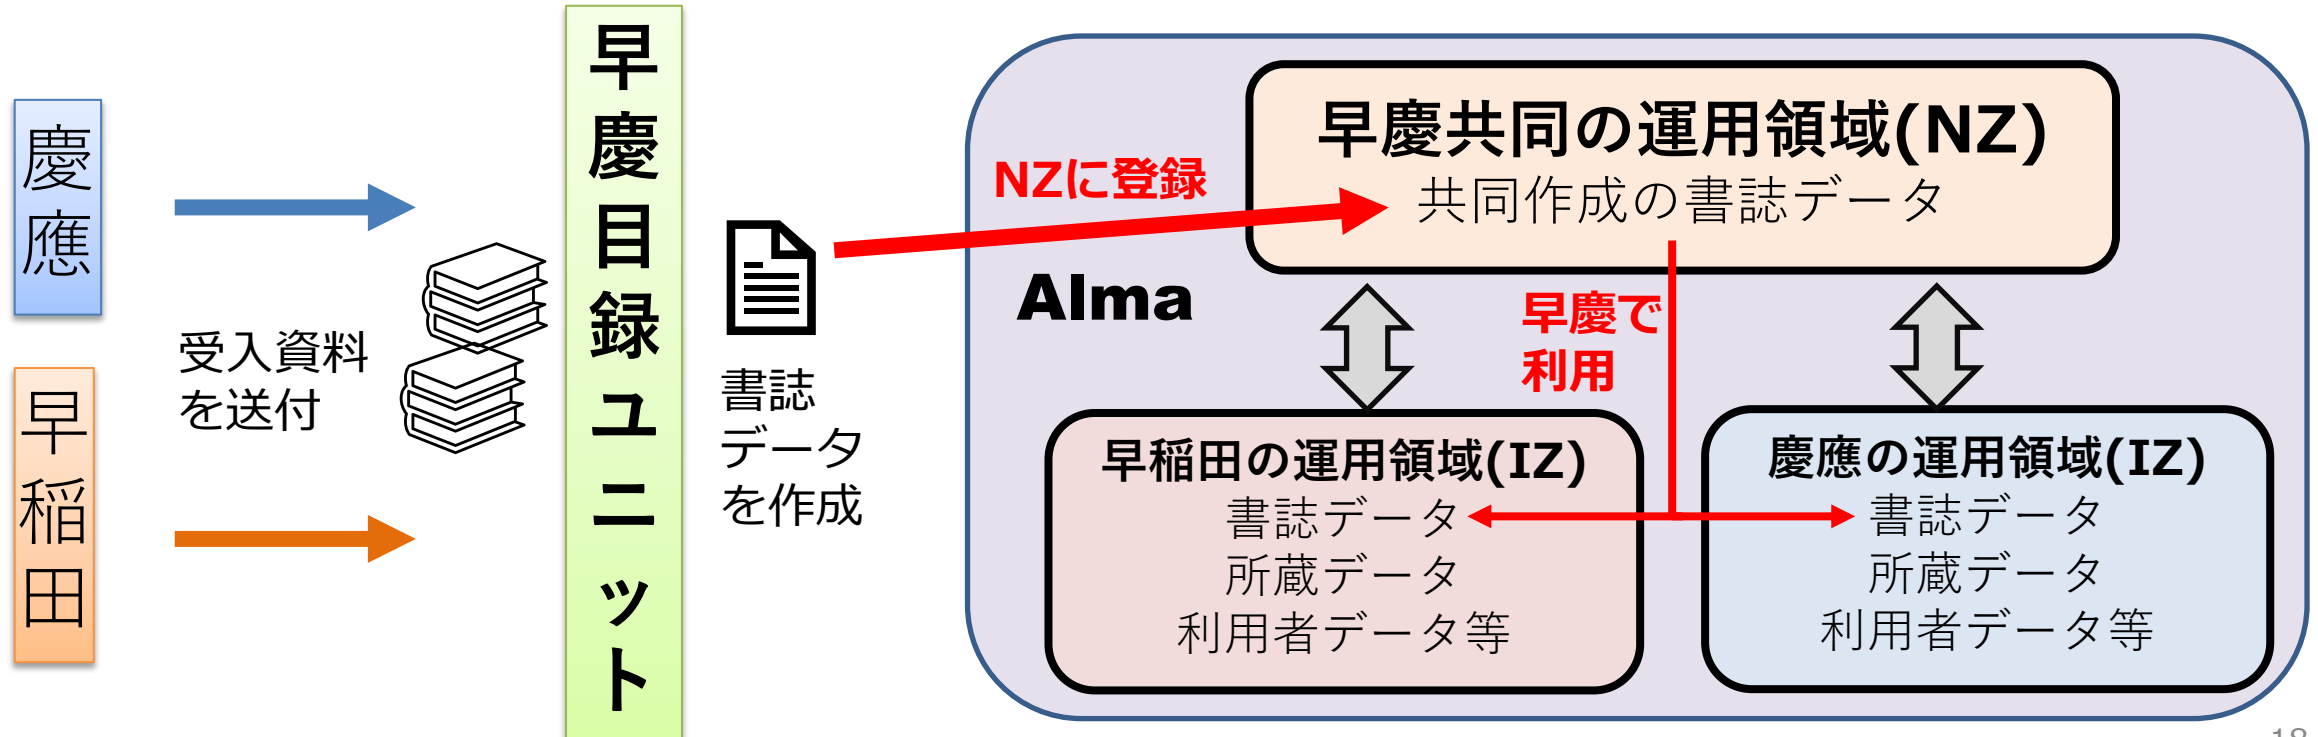 慶應
早稲田
受入資料
を送付
早慶目録ユニット
書誌
データ
を作成
NZに登録
Alma
早慶共同の運用領域(NZ)
共同作成の書誌データ
早慶で
利用
早稲田の運用領域(IZ)
書誌データ
所蔵データ
利用者データ等
慶應の運用領域(IZ)
書誌データ
所蔵データ
利用者データ等